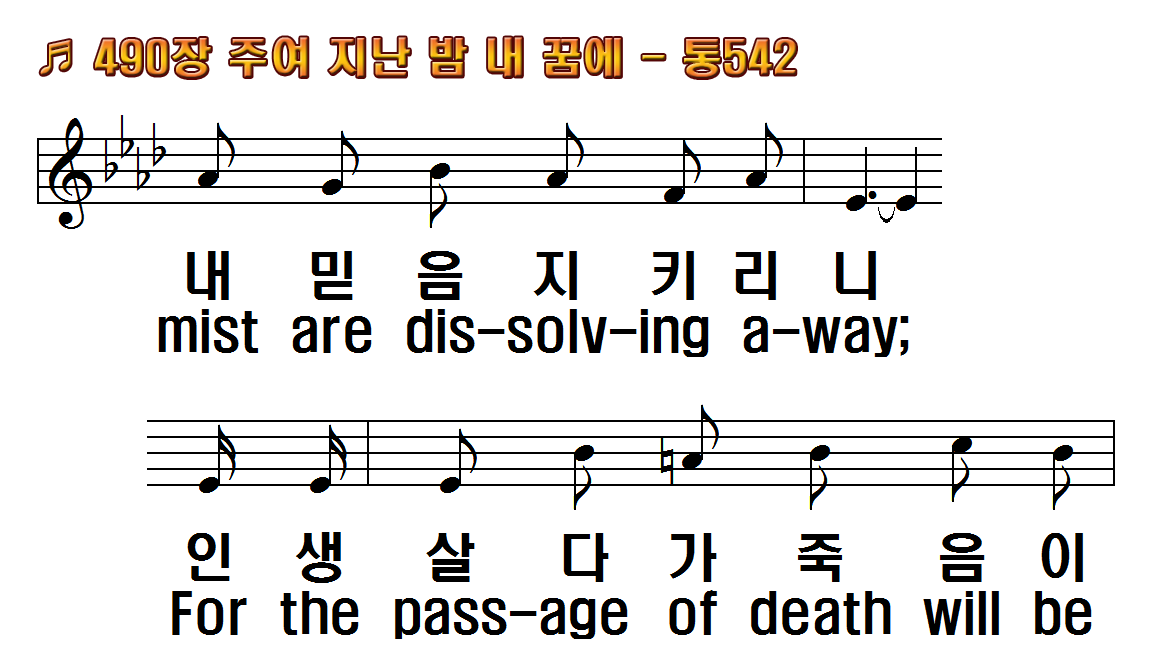 ♬ 490장 주여 지난 밤 내 꿈에 - 통542
내 믿 음 지 키 리 니
mist are dis-solv-ing a-way;
인 생 살 다 가 죽 음 이
For the pass-age of death will be